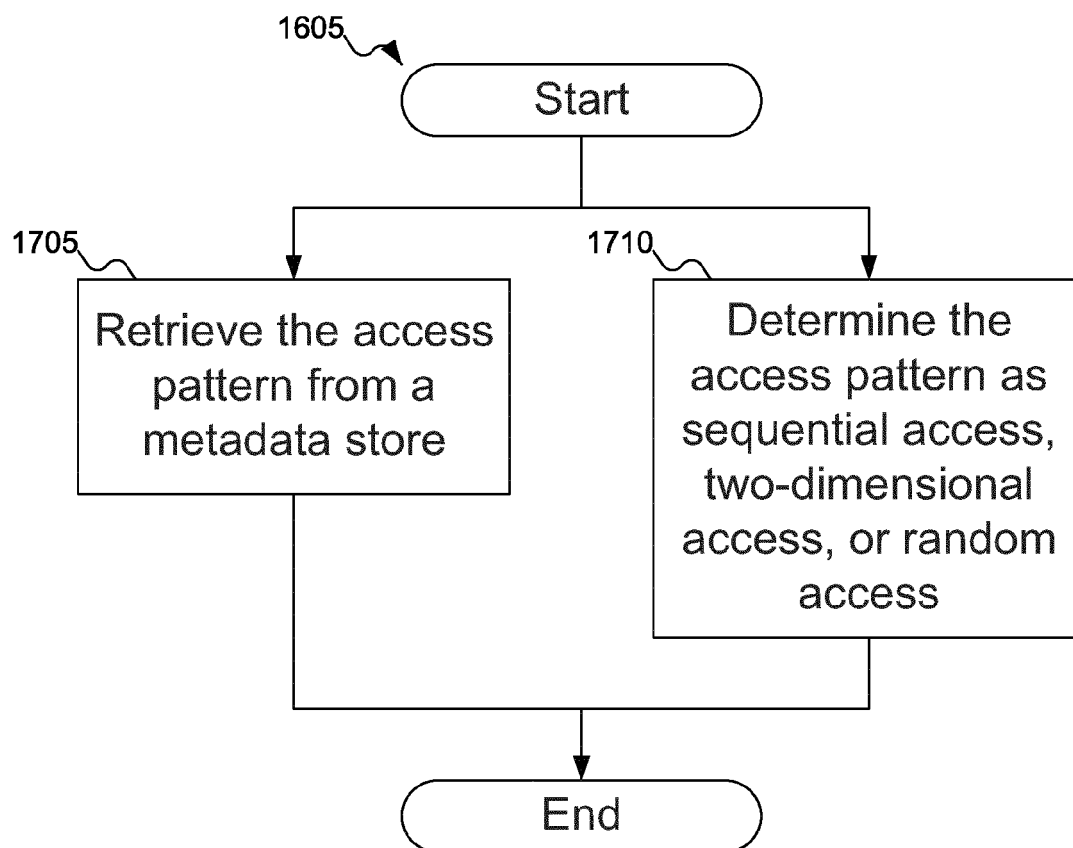 1605
Start
1705
Retrieve the access
pattern from a
metadata store
1710
Determine the
access pattern as
sequential access,
two-dimensional
access, or random
access
End